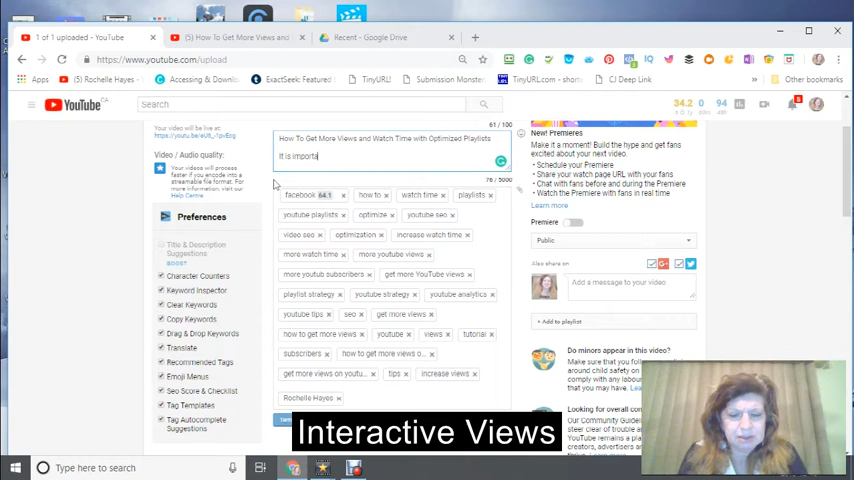 1 of 1 uploaded - YouTube
(5) How To Get More Views and
Recent - Google Drive
https://www.youtube.com/upload
Apps
Rochelle Hayes
Accessing & Downlo
ExactSeek: Featured
TinyURL!
Submission Monster
TinyURL.com - shorte
CJ Deep Link
Other bookmarks
YouTube CA
Search
34.2
0
94
8
61 / 100
Your video will be live at:
Video / Audio quality:
Your videos will process
faster if you encode into
a streamable file format.
For more information, visit
our Help Centre
Preferences
Title & Description
Suggestions
BOOST
Character Counters
Keyword Inspector
Clear Keywords
Copy Keywords
Drag & Drop Keywords
Translate
Recommended Tags
Emoji Menus
Seo Score & Checklist
Tag Templates
Tag Autocomplete
Suggestions
How To Get More Views and Watch Time with Optimized Playlists
It is importa
76 / 5000
facebook 64.1
how to
watch time
playlists
youtube playlists
optimize
youtube seo
video seo
optimization
increase watch time
more watch time
more youtube views
more youtub subscribers
get more YouTube views
playlist strategy
youtube strategy
youtube analytics
youtube tips
seo
get more views
how to get more views
youtube
views
tutorial
subscribers
how to get more views o...
get more views on youtu...
tips
increase views
Rochelle Hayes
New! Premieres
Make a moment! Build the hype and get fans
excited about your next video.
• Schedule your Premiere
• Share your watch page URL with your fans
• Chat with fans before and during the Premiere
• Watch the Premiere with fans in real time
Learn more
Premiere
Public
Also share on
Add a message to your video
+ Add to playlist
Do minors appear in this video?
Make sure that you follow
Looking for overall con
Our Community Guidel
Interactive Views
Type here to search